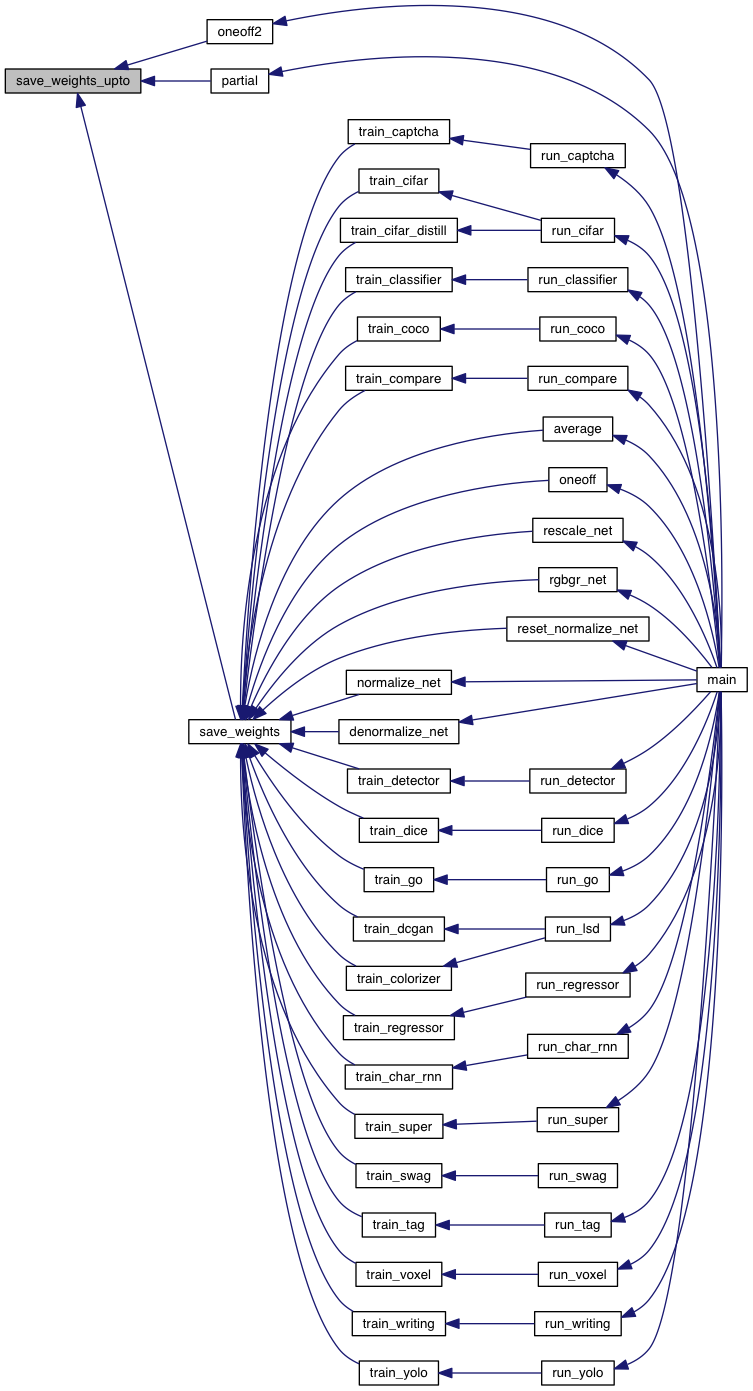 oneoff2
save_weights_upto
partial
train_captcha
run_captcha
train_cifar
train_cifar_distill
run_cifar
train_classifier
run_classifier
train_coco
run_coco
train_compare
run_compare
average
oneoff
rescale_net
rgbgr_net
reset_normalize_net
normalize_net
main
save_weights
denormalize_net
train_detector
run_detector
train_dice
run_dice
train_go
run_go
train_dcgan
run_lsd
train_colorizer
run_regressor
train_regressor
run_char_rnn
train_char_rnn
run_super
train_super
train_swag
run_swag
train_tag
run_tag
train_voxel
run_voxel
train_writing
run_writing
train_yolo
run_yolo